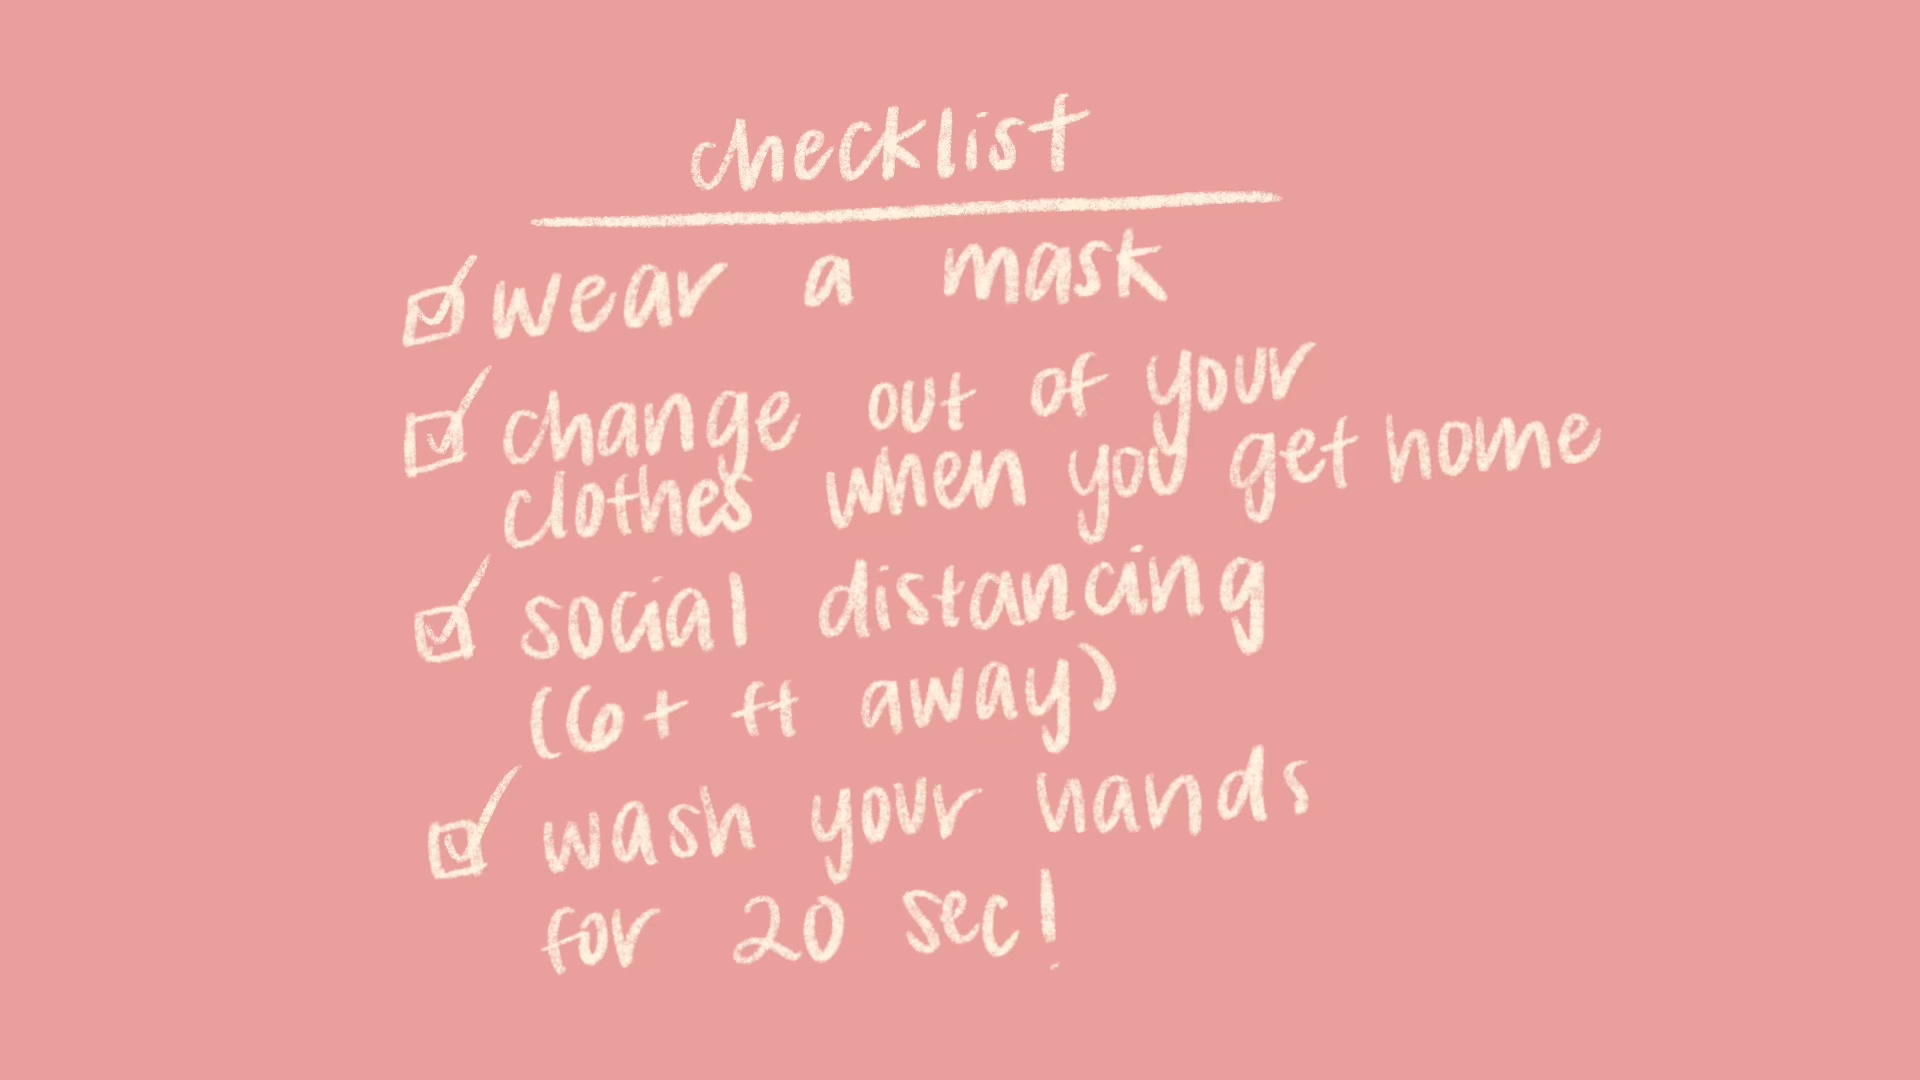 checklist
wear a mask
change out of your
clothes when you get home
social distancing
(6+ ft away)
wash your hands
for 20 sec!